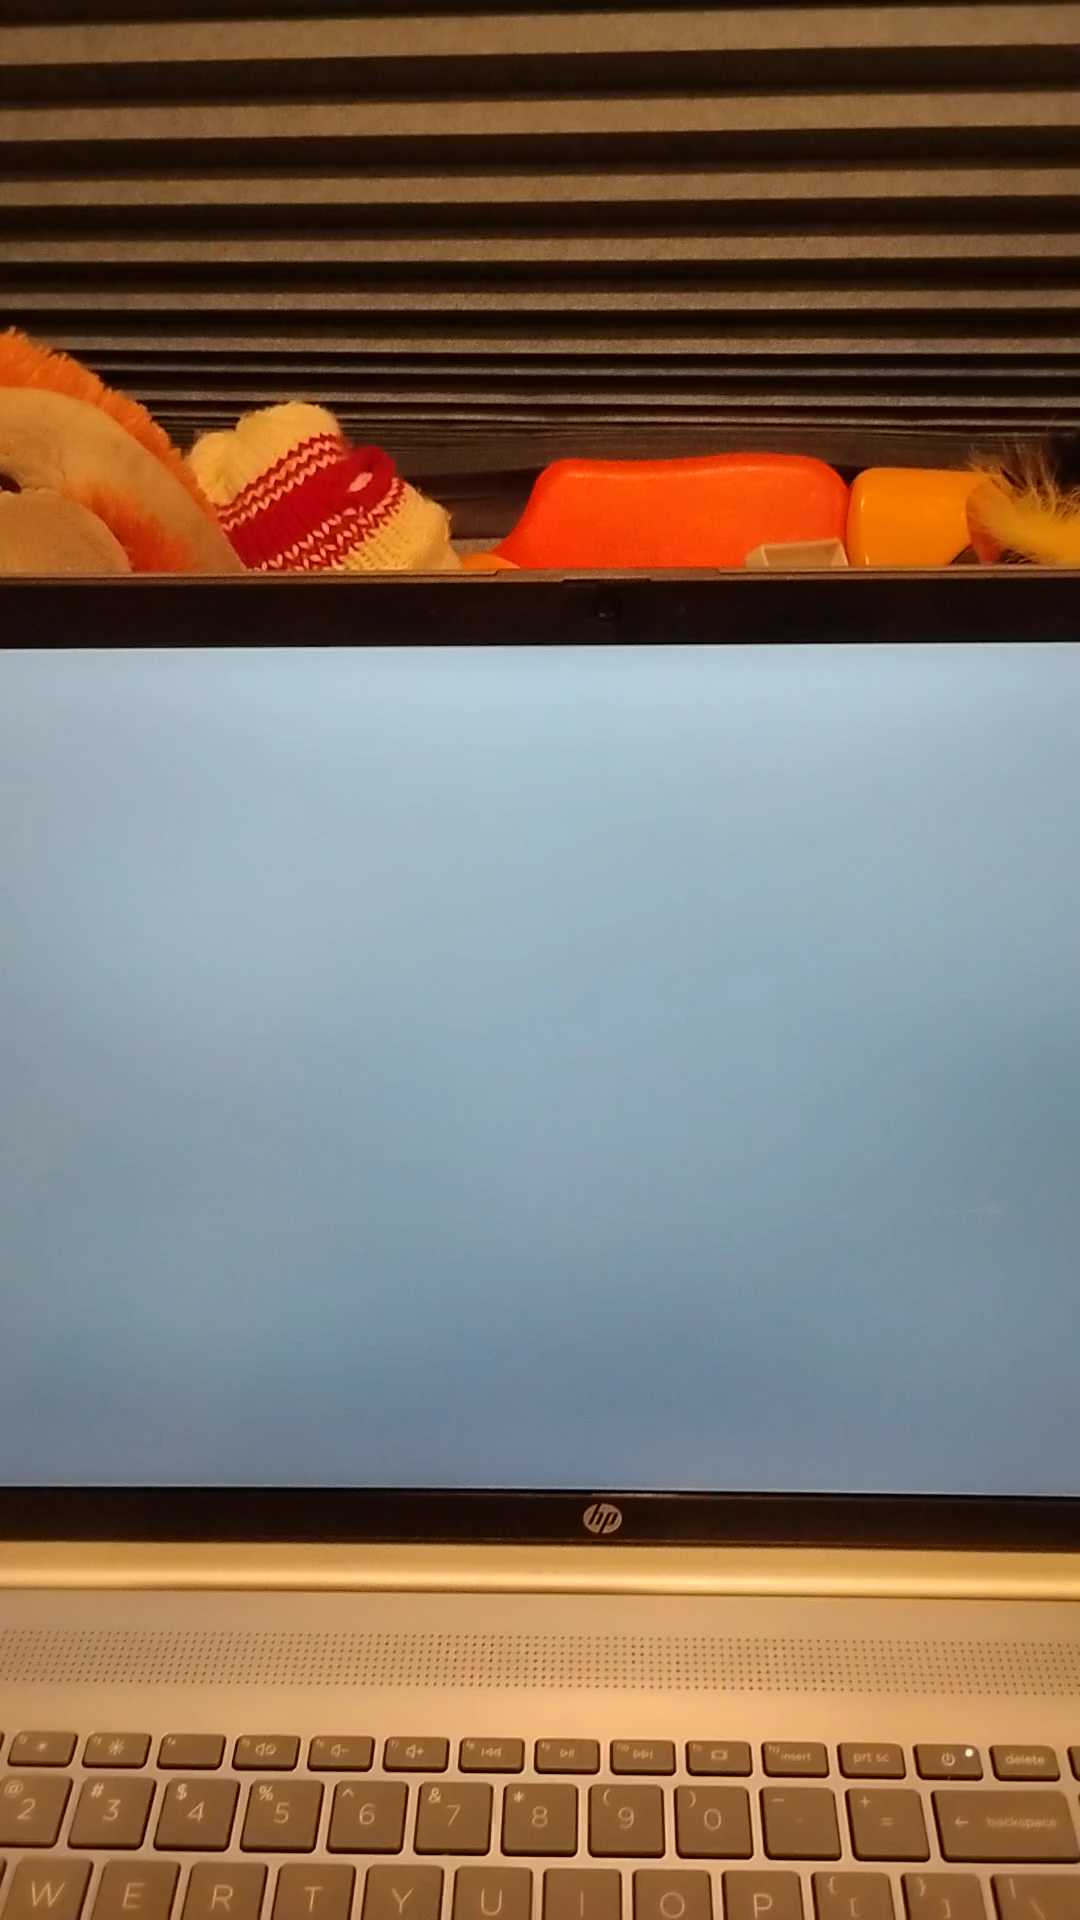 hp
insert prt sc delete
@ # $ % ^ & * ( ) _ +
2 3 4 5 6 7 8 9 0 - = ← backspace
{ } |
W E R T Y U I O P [ ] \